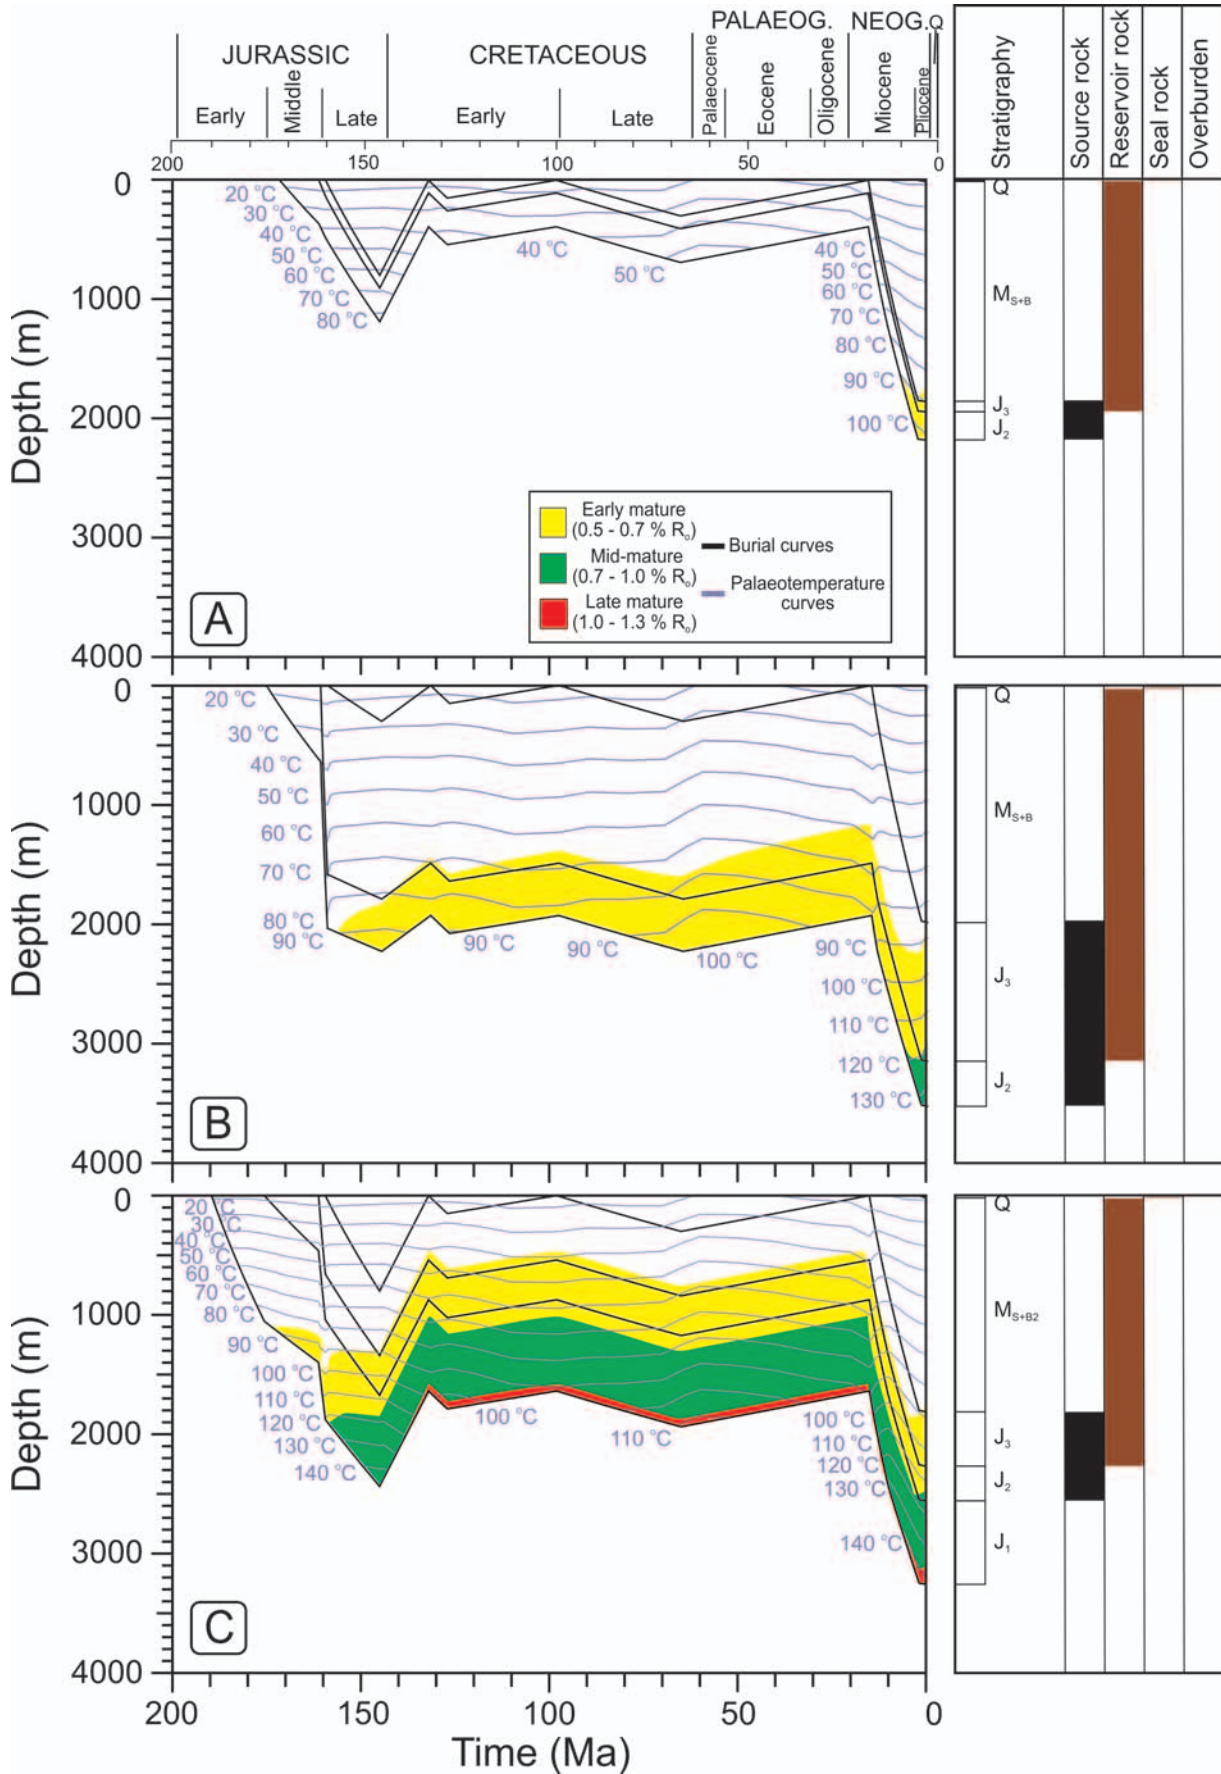 PALAEOG. NEOG. Q
JURASSIC CRETACEOUS
Early Middle Late Early Late Palaeocene Eocene Oligocene Miocene Pliocene
200 150 100 50 0
Stratigraphy
Source rock
Reservoir rock
Seal rock
Overburden
Depth (m)
0
1000
2000
3000
4000
20 °C
30 °C
40 °C
50 °C
60 °C
70 °C
80 °C
40 °C
50 °C
40 °C
50 °C
60 °C
70 °C
80 °C
90 °C
100 °C
Early mature
(0.5 - 0.7 % Rₒ)
Mid-mature
(0.7 - 1.0 % Rₒ)
Late mature
(1.0 - 1.3 % Rₒ)
Burial curves
Palaeotemperature
curves
A
Q
M S+B
J₃
J₂
Depth (m)
0
1000
2000
3000
4000
20 °C
30 °C
40 °C
50 °C
60 °C
70 °C
80 °C
90 °C
90 °C
90 °C
100 °C
90 °C
100 °C
110 °C
120 °C
130 °C
B
Q
M S+B
J₃
J₂
Depth (m)
0
1000
2000
3000
4000
20 °C
30 °C
40 °C
50 °C
60 °C
70 °C
80 °C
90 °C
100 °C
110 °C
120 °C
130 °C
140 °C
100 °C
110 °C
100 °C
110 °C
120 °C
130 °C
140 °C
C
Q
M S+B2
J₃
J₂
J₁
200 150 100 50 0
Time (Ma)